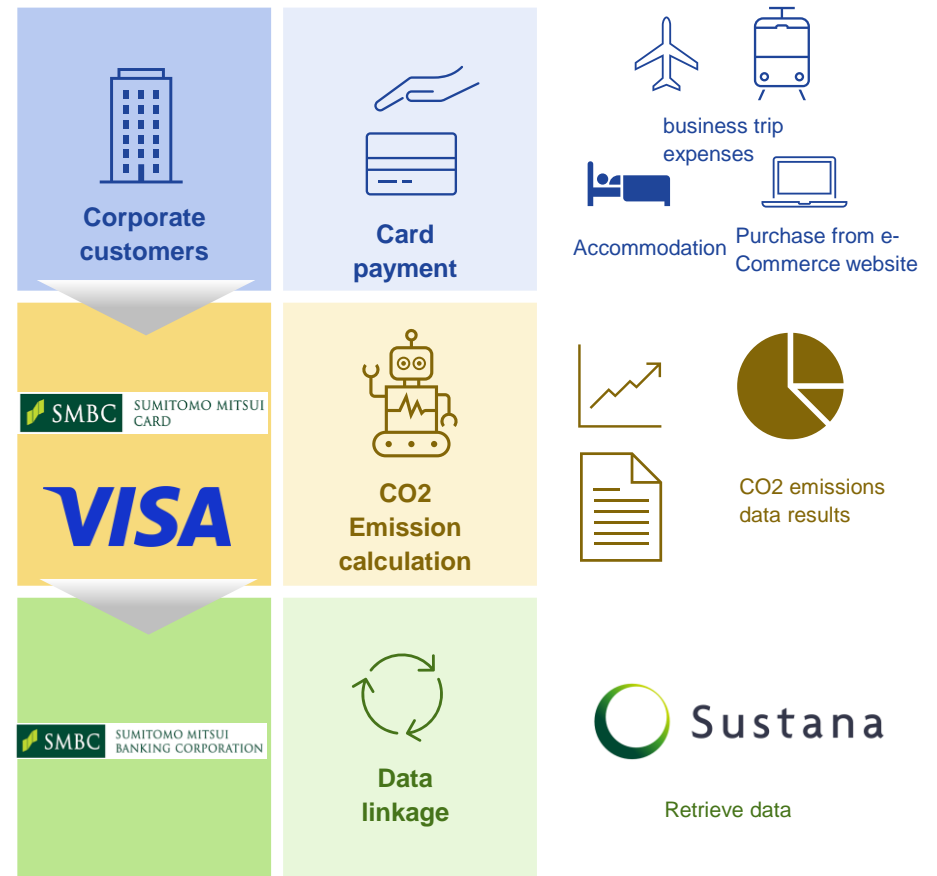 Corporate
customers
Card
payment
business trip
expenses
Accommodation
Purchase from e-
Commerce website
SMBC
SUMITOMO MITSUI
CARD
VISA
CO2
Emission
calculation
CO2 emissions
data results
SMBC
SUMITOMO MITSUI
BANKING CORPORATION
Data
linkage
Sustana
Retrieve data